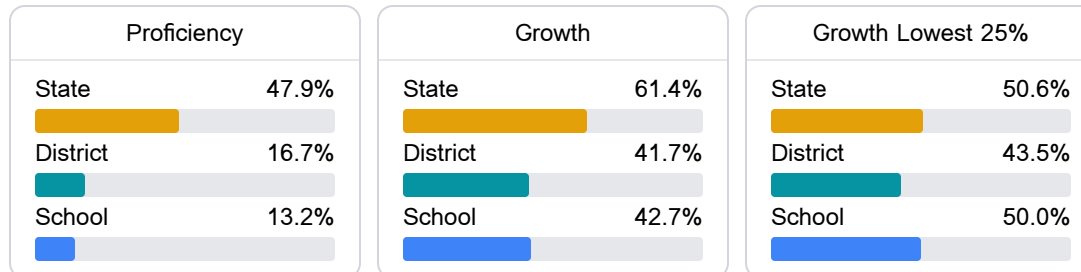 Proficiency
State 47.9%
District 16.7%
School 13.2%
Growth
State 61.4%
District 41.7%
School 42.7%
Growth Lowest 25%
State 50.6%
District 43.5%
School 50.0%